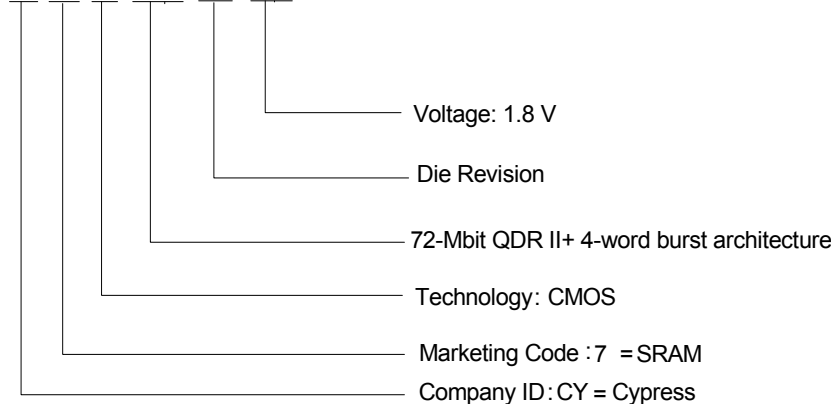 Voltage: 1.8 V
Die Revision
72-Mbit QDR II+ 4-word burst architecture
Technology: CMOS
Marketing Code :7 =SRAM
Company ID:CY = Cypress